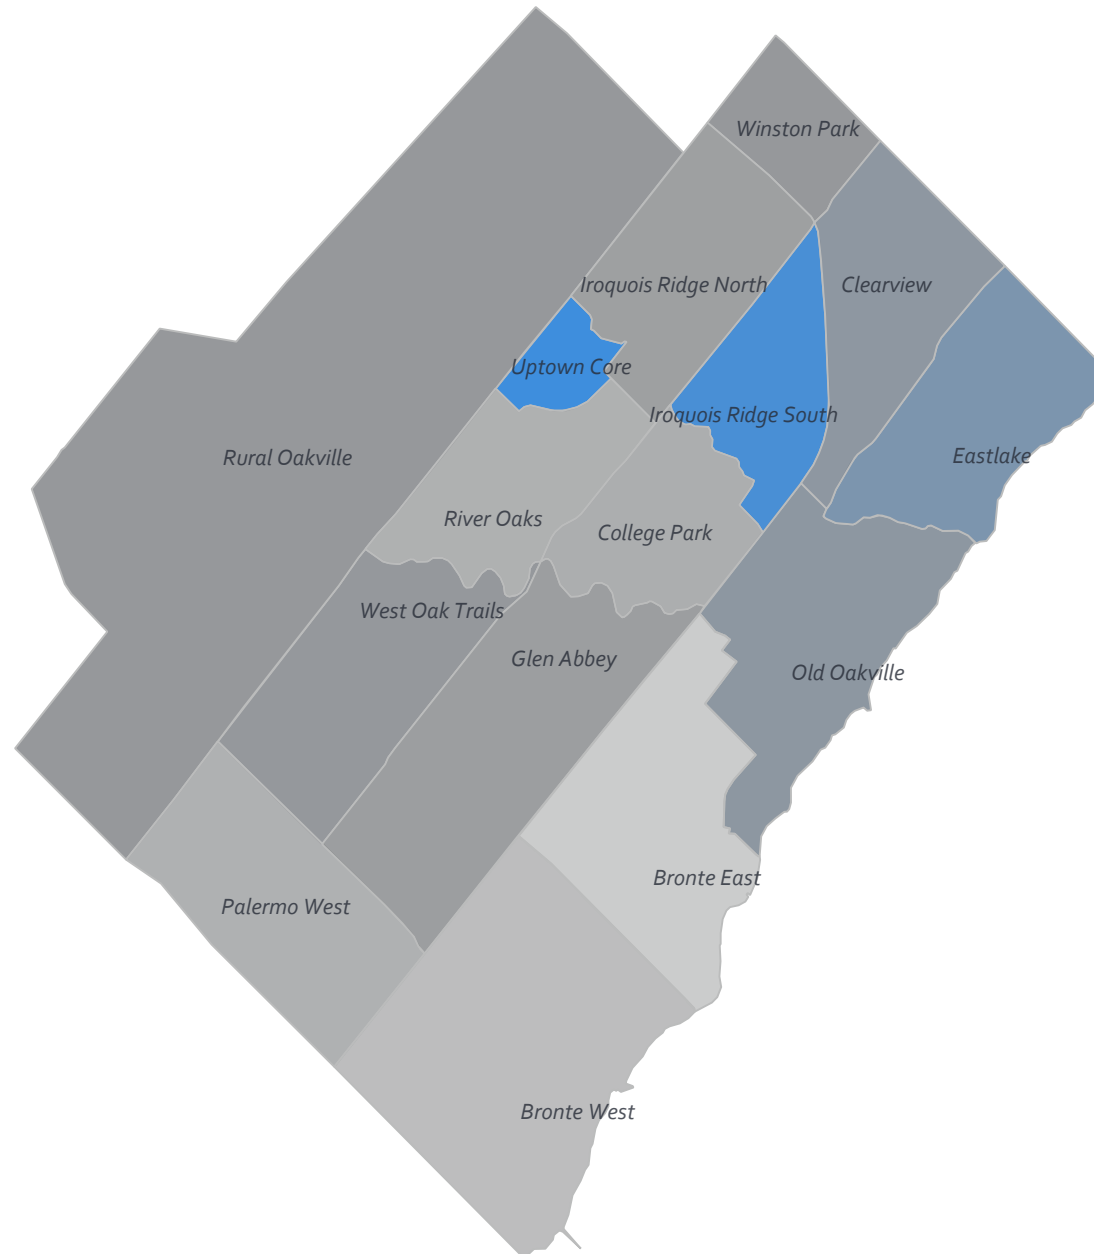 Winston Park
Iroquois Ridge North
Clearview
Uptown Core
Iroquois Ridge South
Rural Oakville
Eastlake
River Oaks
College Park
West Oak Trails
Glen Abbey
Old Oakville
Bronte East
Palermo West
Bronte West